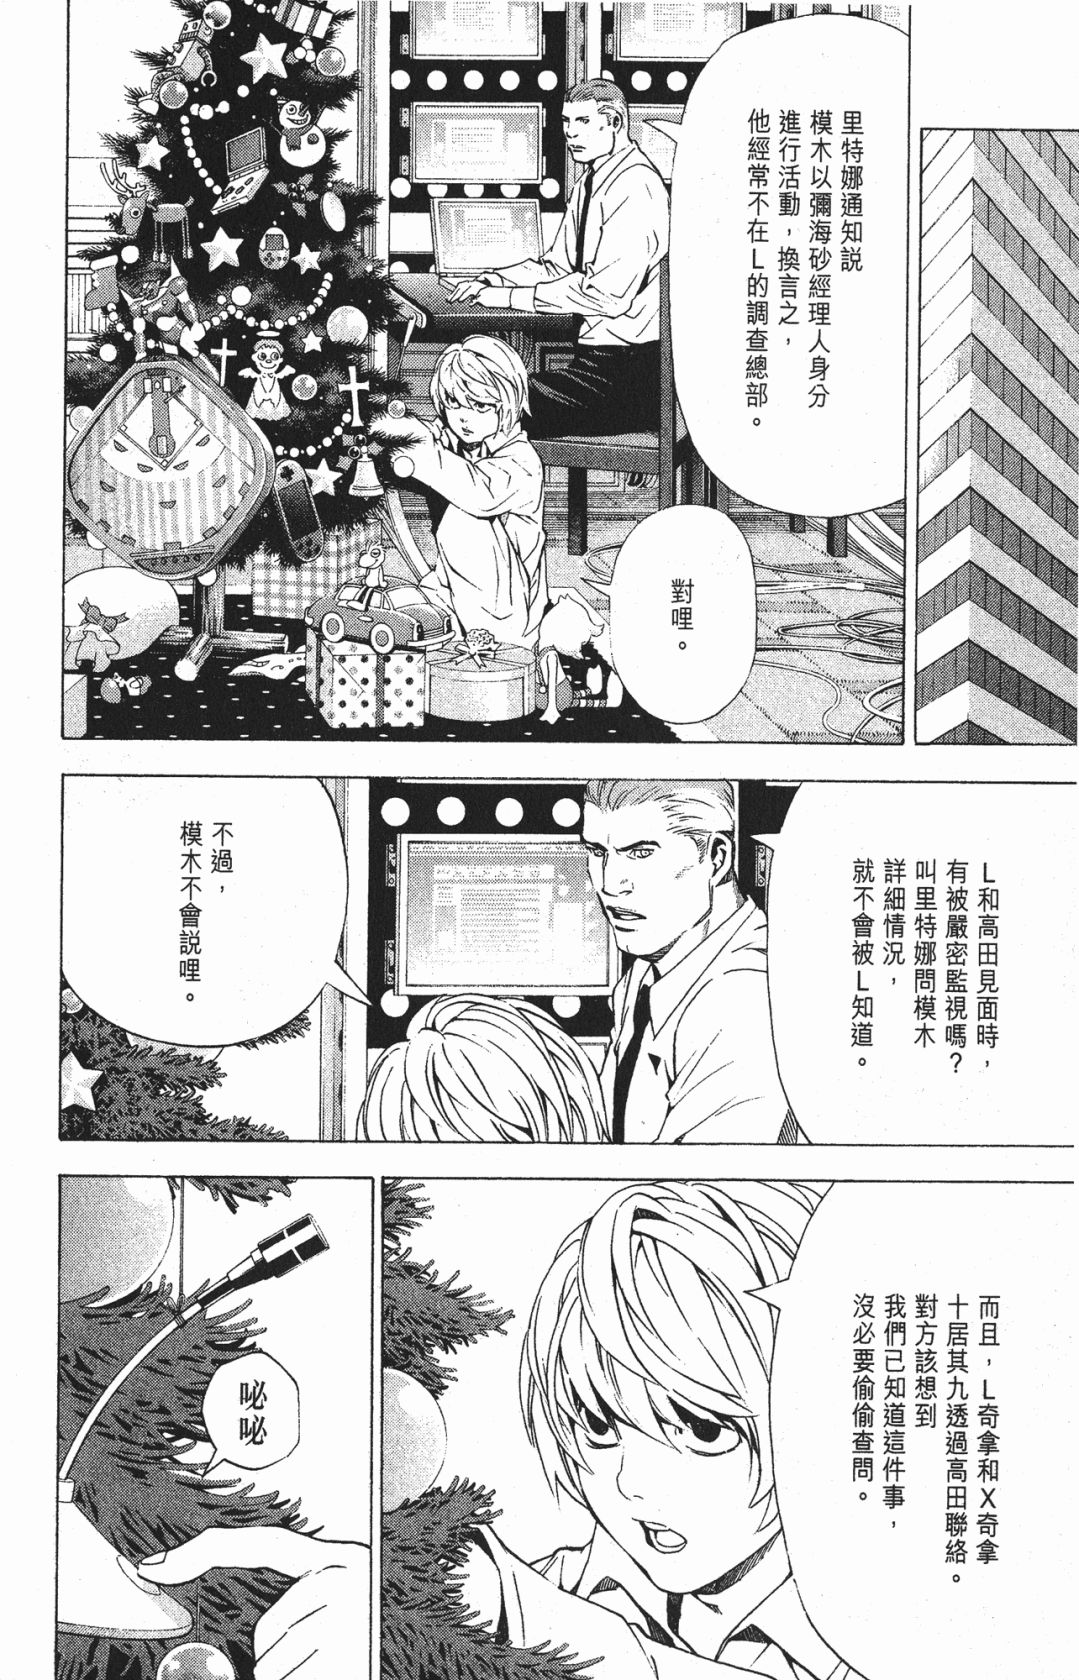 里特娜通知説
模木以彌海砂經理人身分
進行活動，換言之，
他經常不在L的調查總部。
對哩。
L和高田見面時，
有被嚴密監視嗎？
叫里特娜問模木
詳細情況，
就不會被L知道。
不過，
模木不會説哩。
而且，L奇拿和X奇拿
十居其九透過高田聯絡。
對方該想到
我們已知道這件事，
沒必要偷偷查問。
咇
咇